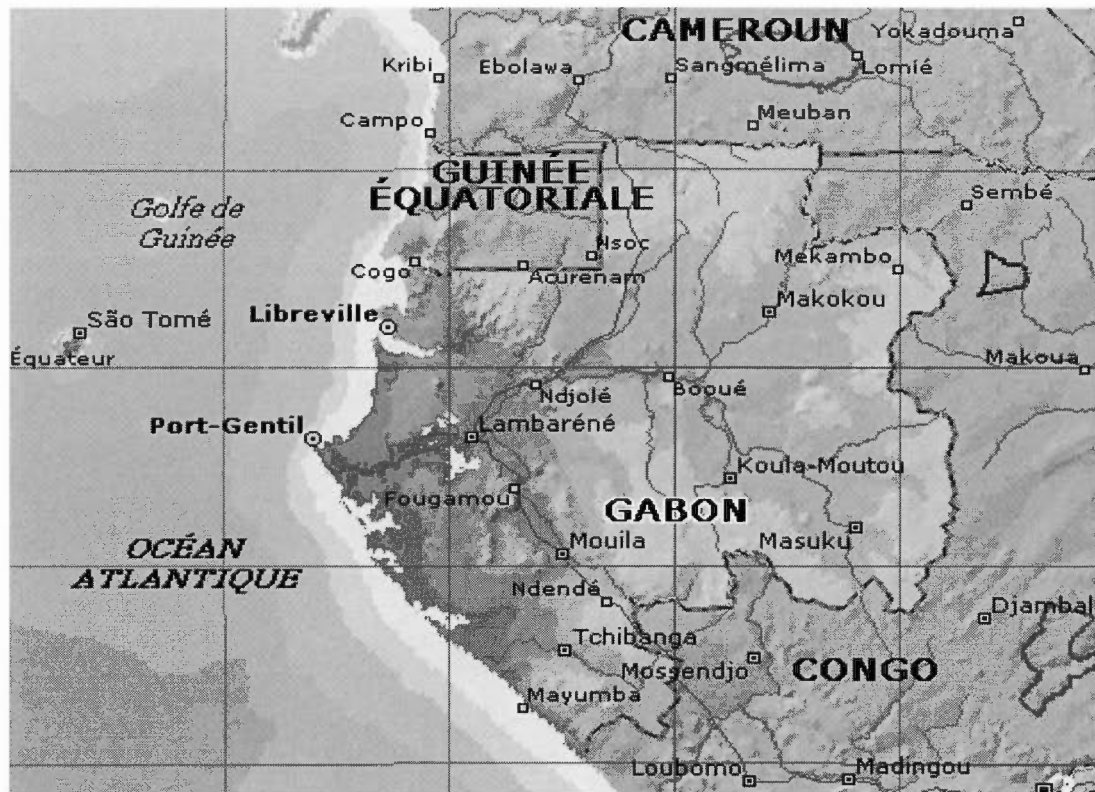 CAMEROUN
Yokadouma
Kribi
Ebolawa
Sangmélima
Lomié
Campo
Meuban
GUINÉE
ÉQUATORIALE
Sembé
Golfe de
Guinée
Nsoc
Mekambo
Cogo
Acurenam
Makokou
São Tomé
Libreville
Équateur
Makoua
Ndjolé
Booué
Port-Gentil
Lambaréné
Koula-Moutou
Fougamou
GABON
Masuku
OCÉAN
ATLANTIQUE
Mouila
Ndendé
Djambal
Tchibanga
Mossendjo
CONGO
Mayumba
Loubomo
Madingou